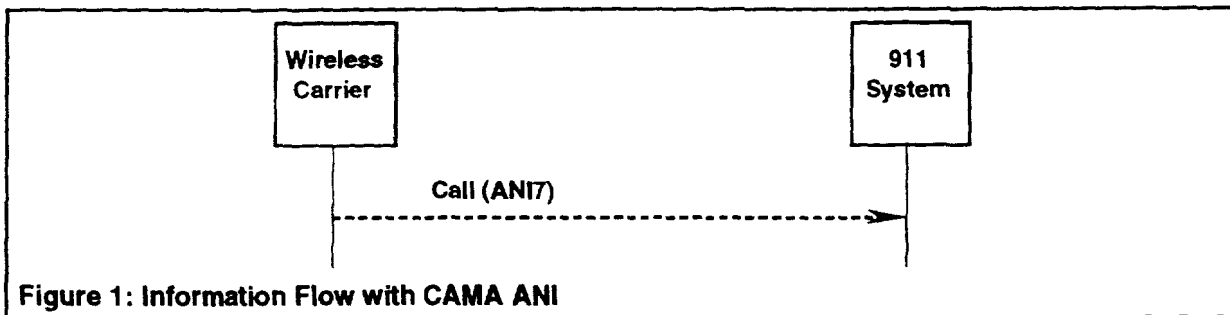 Wireless
Carrier
911
System
Call (ANI7)
Figure 1: Information Flow with CAMA ANI